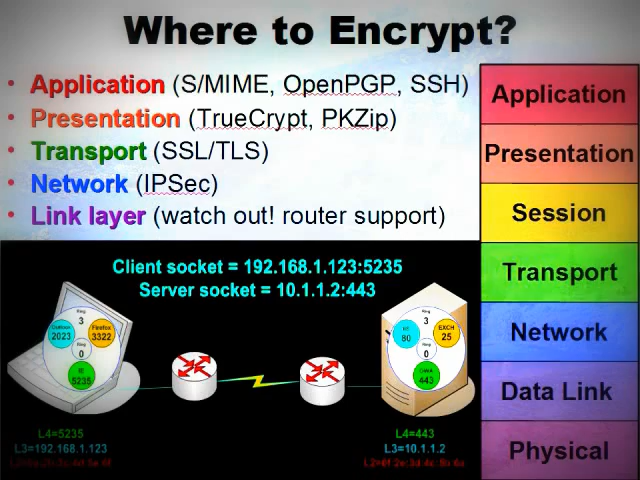 Where to Encrypt?
• Application (S/MIME, OpenPGP, SSH)
• Presentation (TrueCrypt, PKZip)
• Transport (SSL/TLS)
• Network (IPSec)
• Link layer (watch out! router support)
Application
Presentation
Session
Transport
Network
Data Link
Physical
Client socket = 192.168.1.123:5235
Server socket = 10.1.1.2:443
Ring
3
Outlook
2023
Firefox
3322
Ring
0
IE
5235
Ring
3
80
EXCH
25
Ring
0
OWA
443
L4=5235
L3=192.168.1.123
L4=443
L3=10.1.1.2